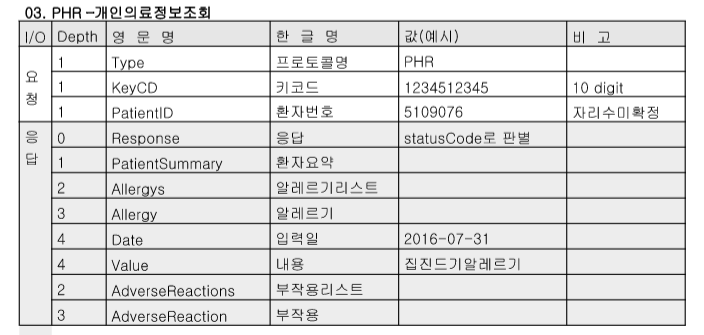 03. PHR -개인의료정보조회
I/O Depth 영 문 명 한 글 명 값(예시) 비 고
요청 1 Type 프로토콜명 PHR
1 KeyCD 키코드 1234512345 10 digit
1 PatientID 환자번호 5109076 자리수미확정
응답 0 Response 응답 statusCode로 판별
1 PatientSummary 환자요약
2 Allergys 알레르기리스트
3 Allergy 알레르기
4 Date 입력일 2016-07-31
4 Value 내용 집진드기알레르기
2 AdverseReactions 부작용리스트
3 AdverseReaction 부작용